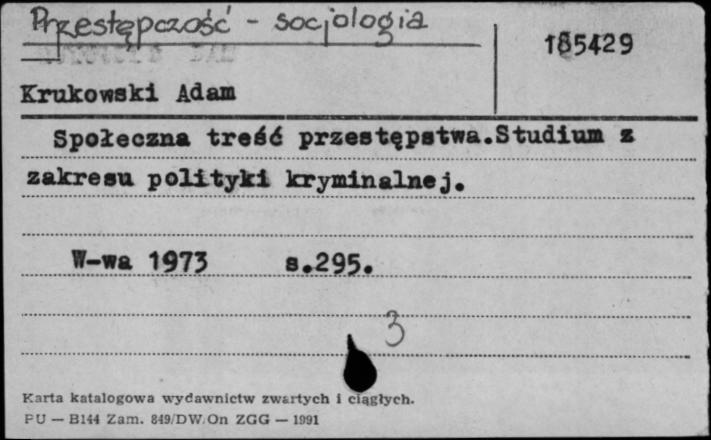 Przestępczość - socjologia
185429
Krukowski Adam
Społeczna treść przestępstwa.Studium z
zakresu polityki kryminalnej.
W-wa 1973 s.295.
3
Karta katalogowa wydawnictw zwartych i ciągłych.
PU — B144 Zam. 849/DW/On ZGG — 1991